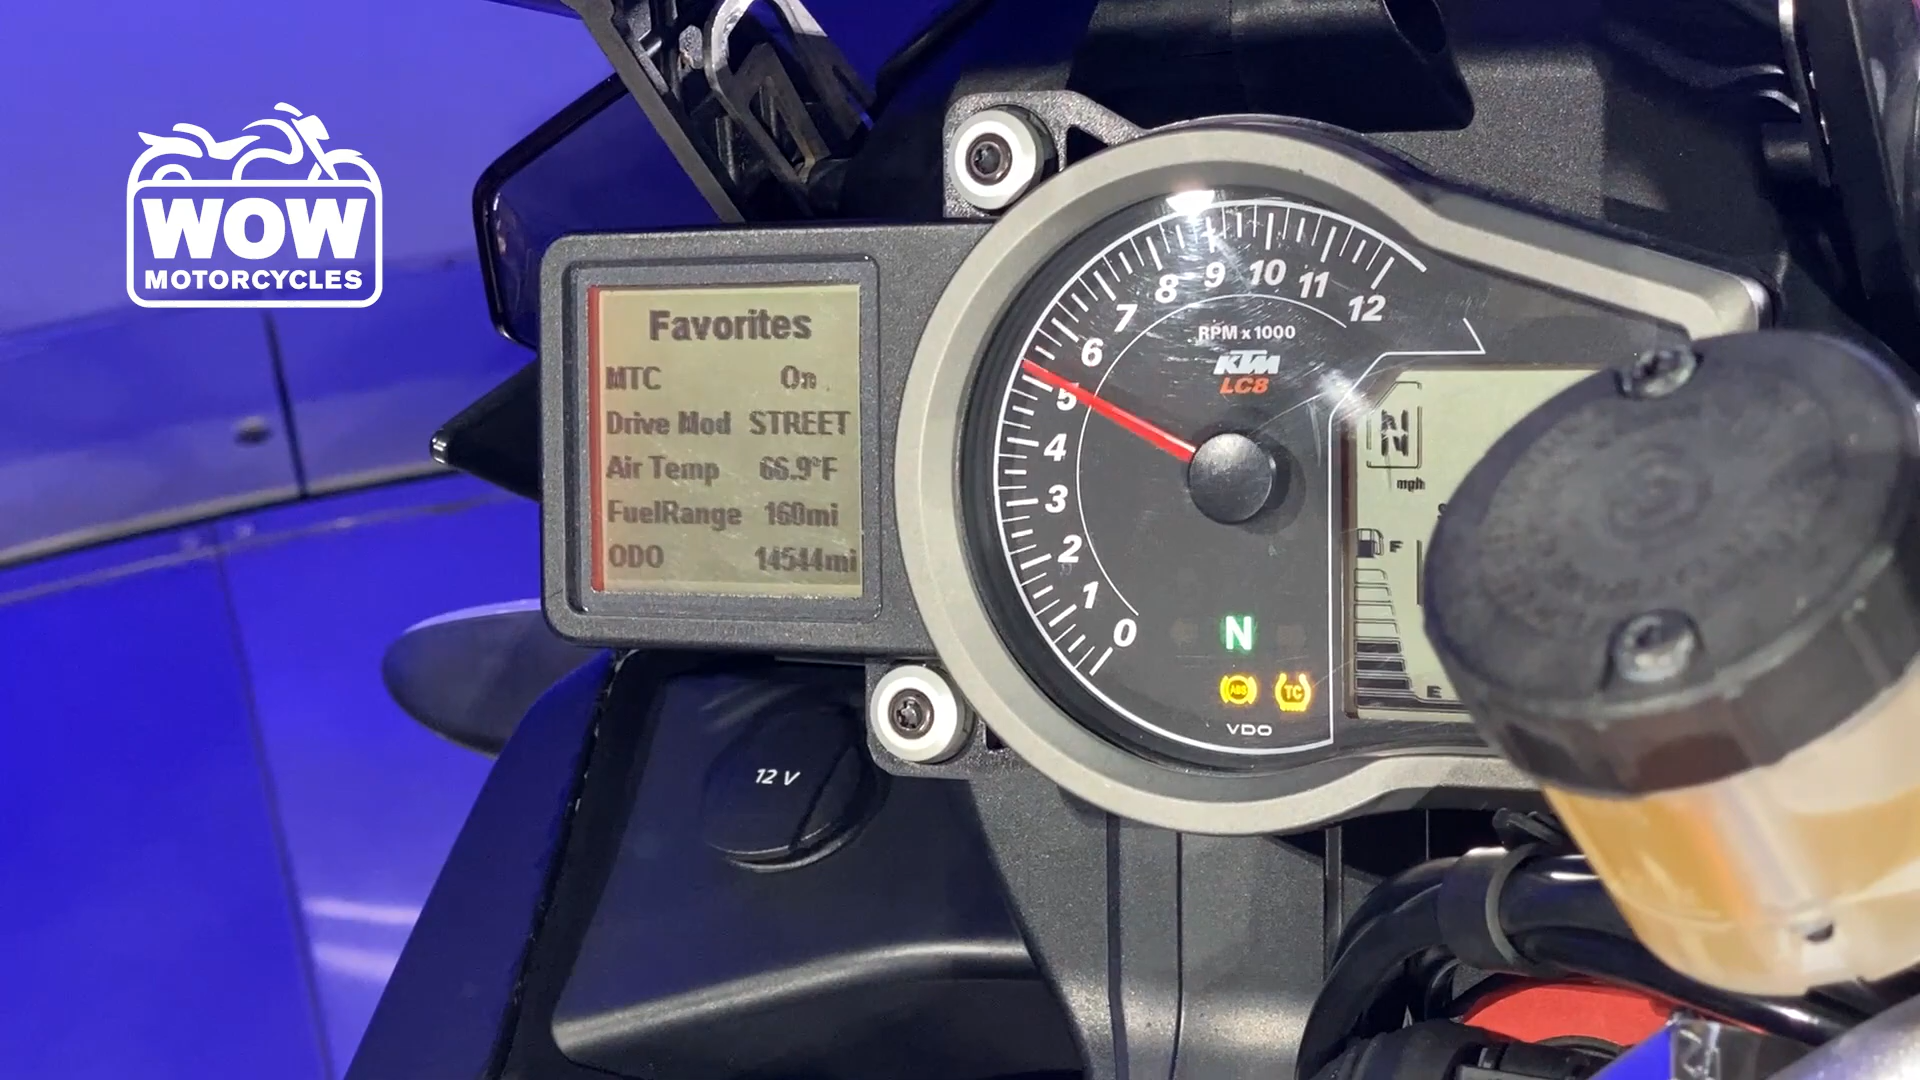 WOW
MOTORCYCLES
Favorites
MTC On
Drive Mod STREET
Air Temp 66.9°F
FuelRange 160mi
ODO 14544mi
12 V
0
1
2
3
4
5
6
7
8
9
10
11
12
RPM x 1000
KTM
LC8
N
mph
F
E
N
ABS
TC
VDO